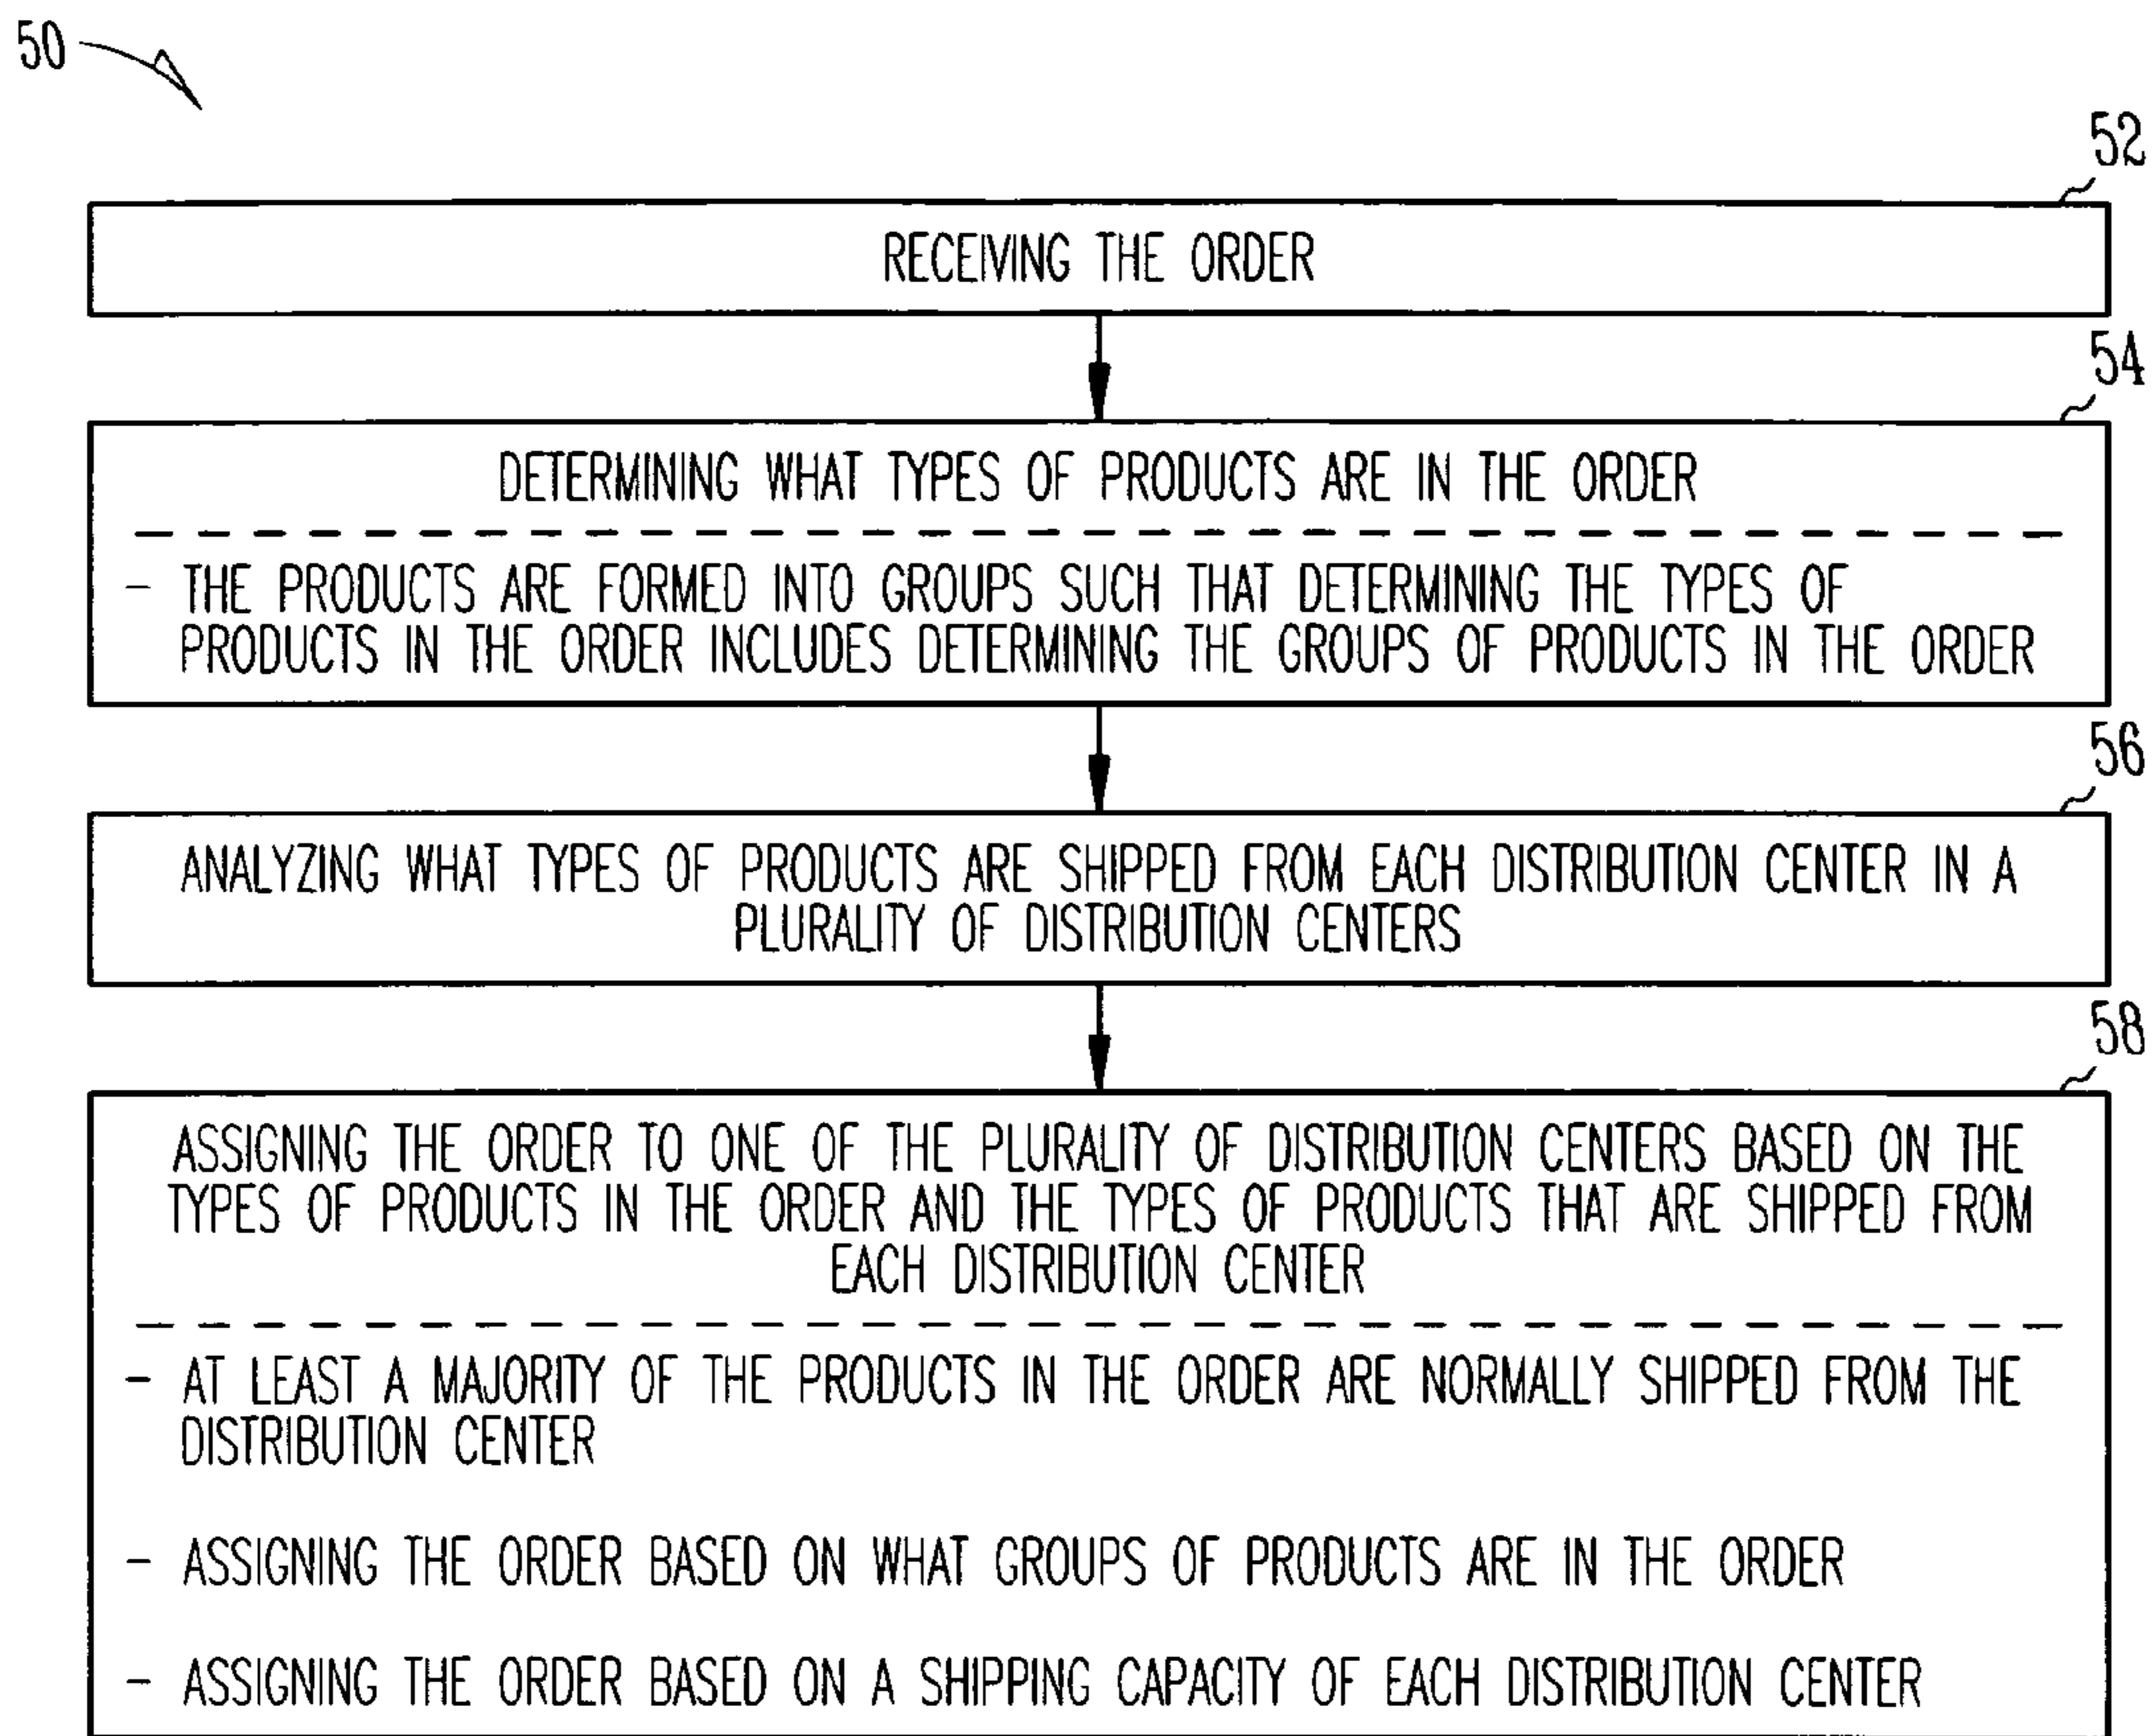 50
52
RECEIVING THE ORDER
54
DETERMINING WHAT TYPES OF PRODUCTS ARE IN THE ORDER
- THE PRODUCTS ARE FORMED INTO GROUPS SUCH THAT DETERMINING THE TYPES OF
PRODUCTS IN THE ORDER INCLUDES DETERMINING THE GROUPS OF PRODUCTS IN THE ORDER
56
ANALYZING WHAT TYPES OF PRODUCTS ARE SHIPPED FROM EACH DISTRIBUTION CENTER IN A
PLURALITY OF DISTRIBUTION CENTERS
58
ASSIGNING THE ORDER TO ONE OF THE PLURALITY OF DISTRIBUTION CENTERS BASED ON THE
TYPES OF PRODUCTS IN THE ORDER AND THE TYPES OF PRODUCTS THAT ARE SHIPPED FROM
EACH DISTRIBUTION CENTER
- AT LEAST A MAJORITY OF THE PRODUCTS IN THE ORDER ARE NORMALLY SHIPPED FROM THE
DISTRIBUTION CENTER
- ASSIGNING THE ORDER BASED ON WHAT GROUPS OF PRODUCTS ARE IN THE ORDER
- ASSIGNING THE ORDER BASED ON A SHIPPING CAPACITY OF EACH DISTRIBUTION CENTER